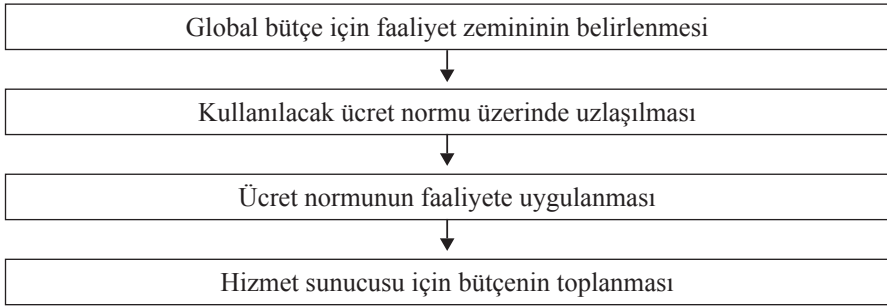 Global bütçe için faaliyet zemininin belirlenmesi
Kullanılacak ücret normu üzerinde uzlaşılması
Ücret normunun faaliyete uygulanması
Hizmet sunucusu için bütçenin toplanması